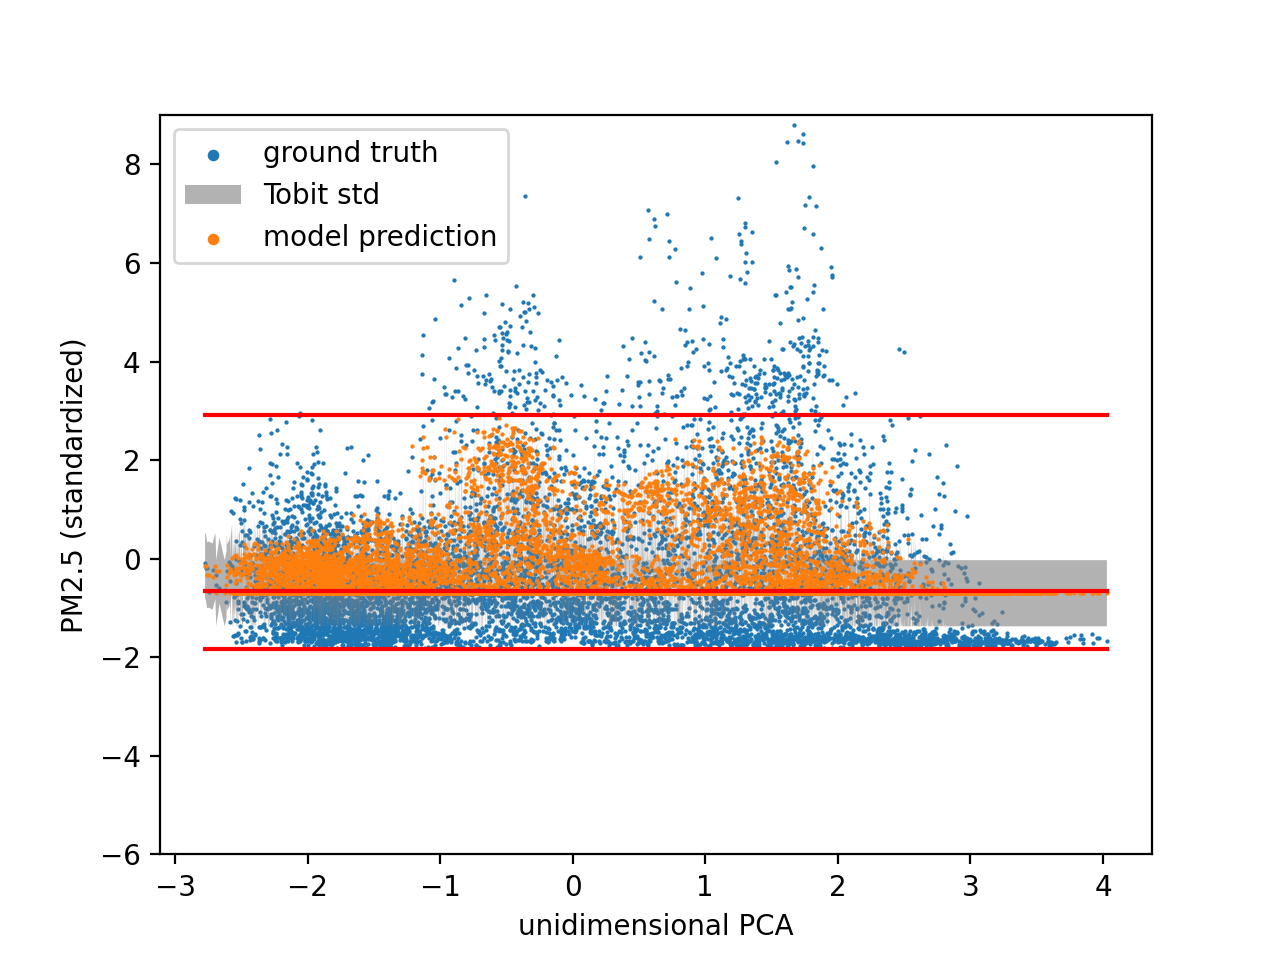 ground truth
Tobit std
model prediction
PM2.5 (standardized)
8
6
4
2
0
−2
−4
−6
−3 −2 −1 0 1 2 3 4
unidimensional PCA